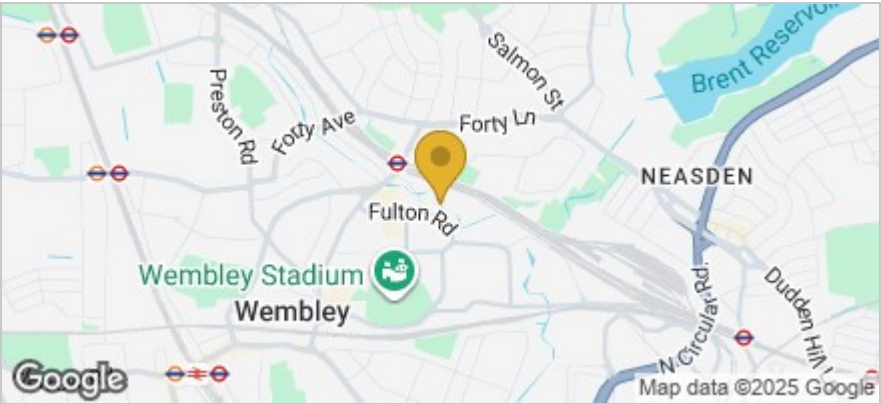 Salmon St
Brent Reservoir
Preston Rd
Forty Ave
Forty Ln
NEASDEN
Fulton Rd
Wembley Stadium
Wembley
N Circular Rd
Dudden Hill
Google
Map data ©2025 Google